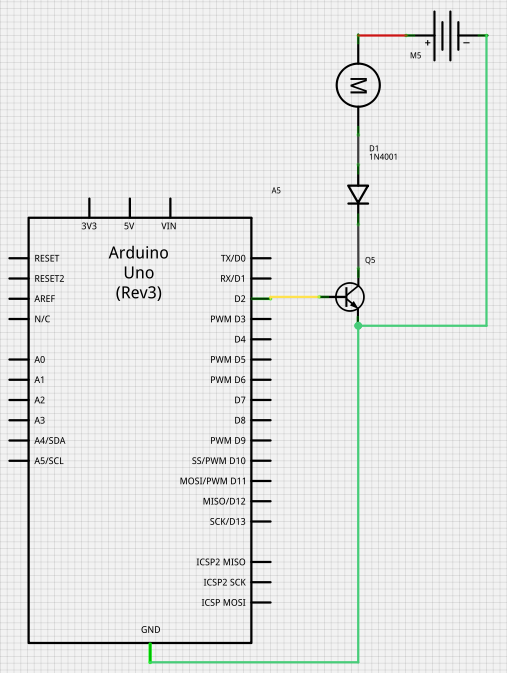 +
-
M5
M
D1
1N4001
A5
3V3 5V VIN
Q5
Arduino
Uno
(Rev3)
RESET TX/D0
RESET2 RX/D1
AREF D2
N/C PWM D3
D4
A0 PWM D5
A1 PWM D6
A2 D7
A3 D8
A4/SDA PWM D9
A5/SCL SS/PWM D10
MOSI/PWM D11
MISO/D12
SCK/D13
ICSP2 MISO
ICSP2 SCK
ICSP MOSI
GND